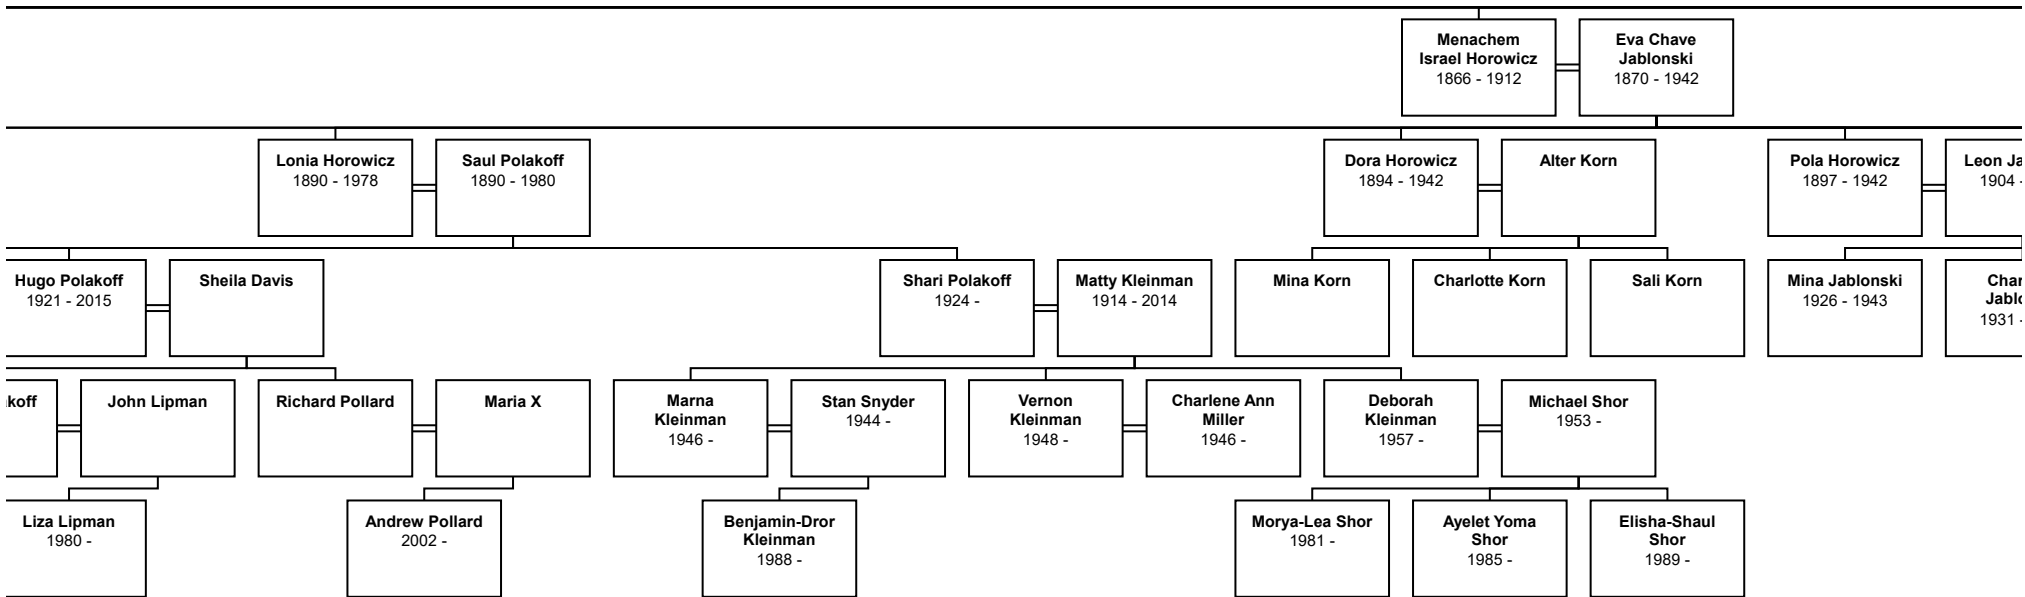 Menachem
Israel Horowicz
1866 - 1912
Eva Chave
Jablonski
1870 - 1942
Lonia Horowicz
1890 - 1978
Saul Polakoff
1890 - 1980
Dora Horowicz
1894 - 1942
Alter Korn
Pola Horowicz
1897 - 1942
Leon
1904 -
Hugo Polakoff
1921 - 2015
Sheila Davis
Shari Polakoff
1924 -
Matty Kleinman
1914 - 2014
Mina Korn
Charlotte Korn
Sali Korn
Mina Jablonski
1926 - 1943
1931 -
John Lipman
Richard Pollard
Maria X
Marna
Kleinman
1946 -
Stan Snyder
1944 -
Vernon
Kleinman
1948 -
Charlene Ann
Miller
1946 -
Deborah
Kleinman
1957 -
Michael Shor
1953 -
Liza Lipman
1980 -
Andrew Pollard
2002 -
Benjamin-Dror
Kleinman
1988 -
Morya-Lea Shor
1981 -
Ayelet Yoma
Shor
1985 -
Elisha-Shaul
Shor
1989 -